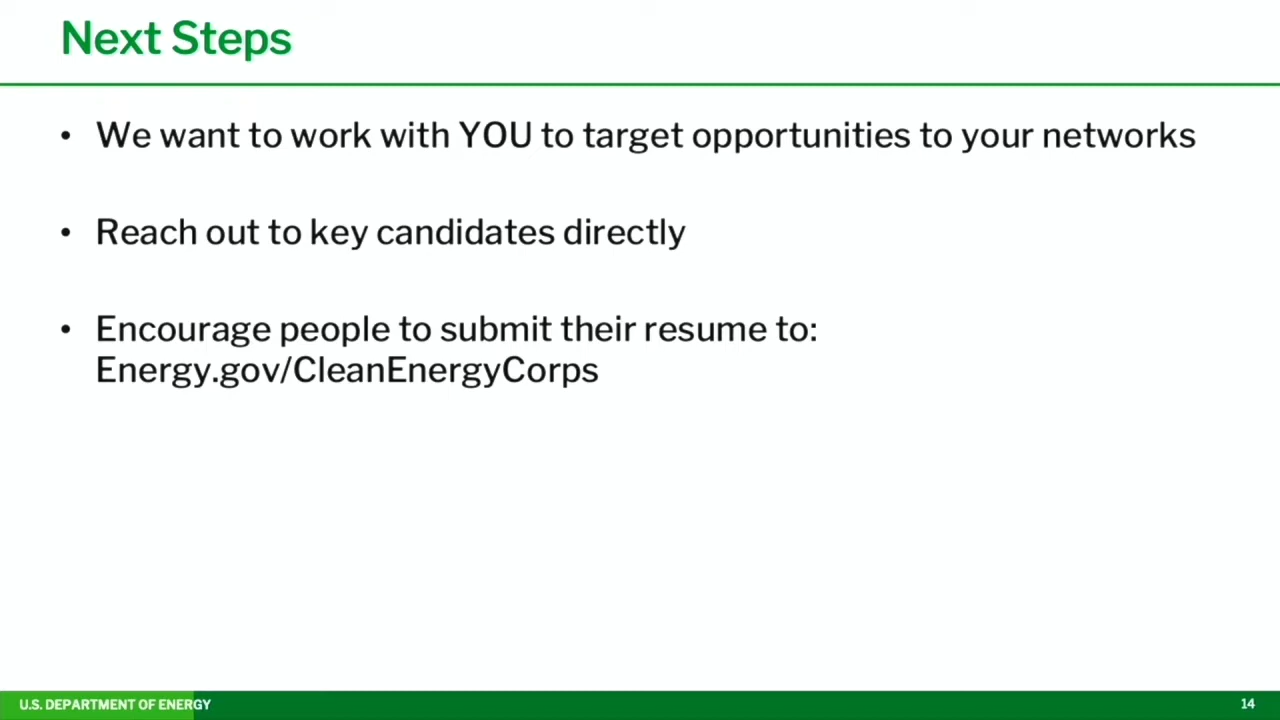 Next Steps
• We want to work with YOU to target opportunities to your networks
• Reach out to key candidates directly
• Encourage people to submit their resume to:
Energy.gov/CleanEnergyCorps
U.S. DEPARTMENT OF ENERGY
14